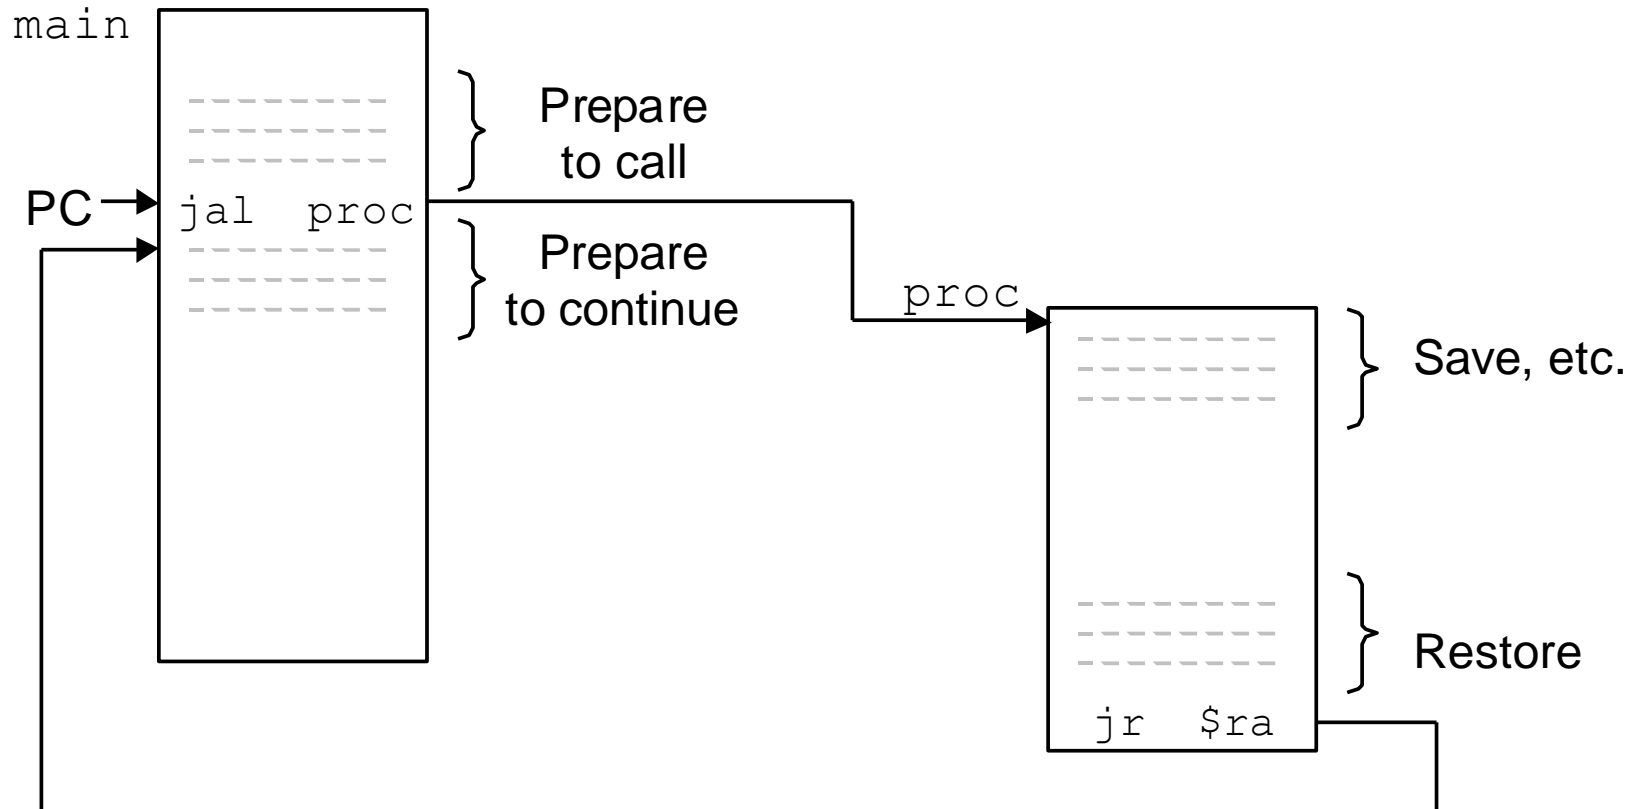 main
Prepare
to call
PC
jal proc
Prepare
to continue
proc
Save, etc.
Restore
jr $ra